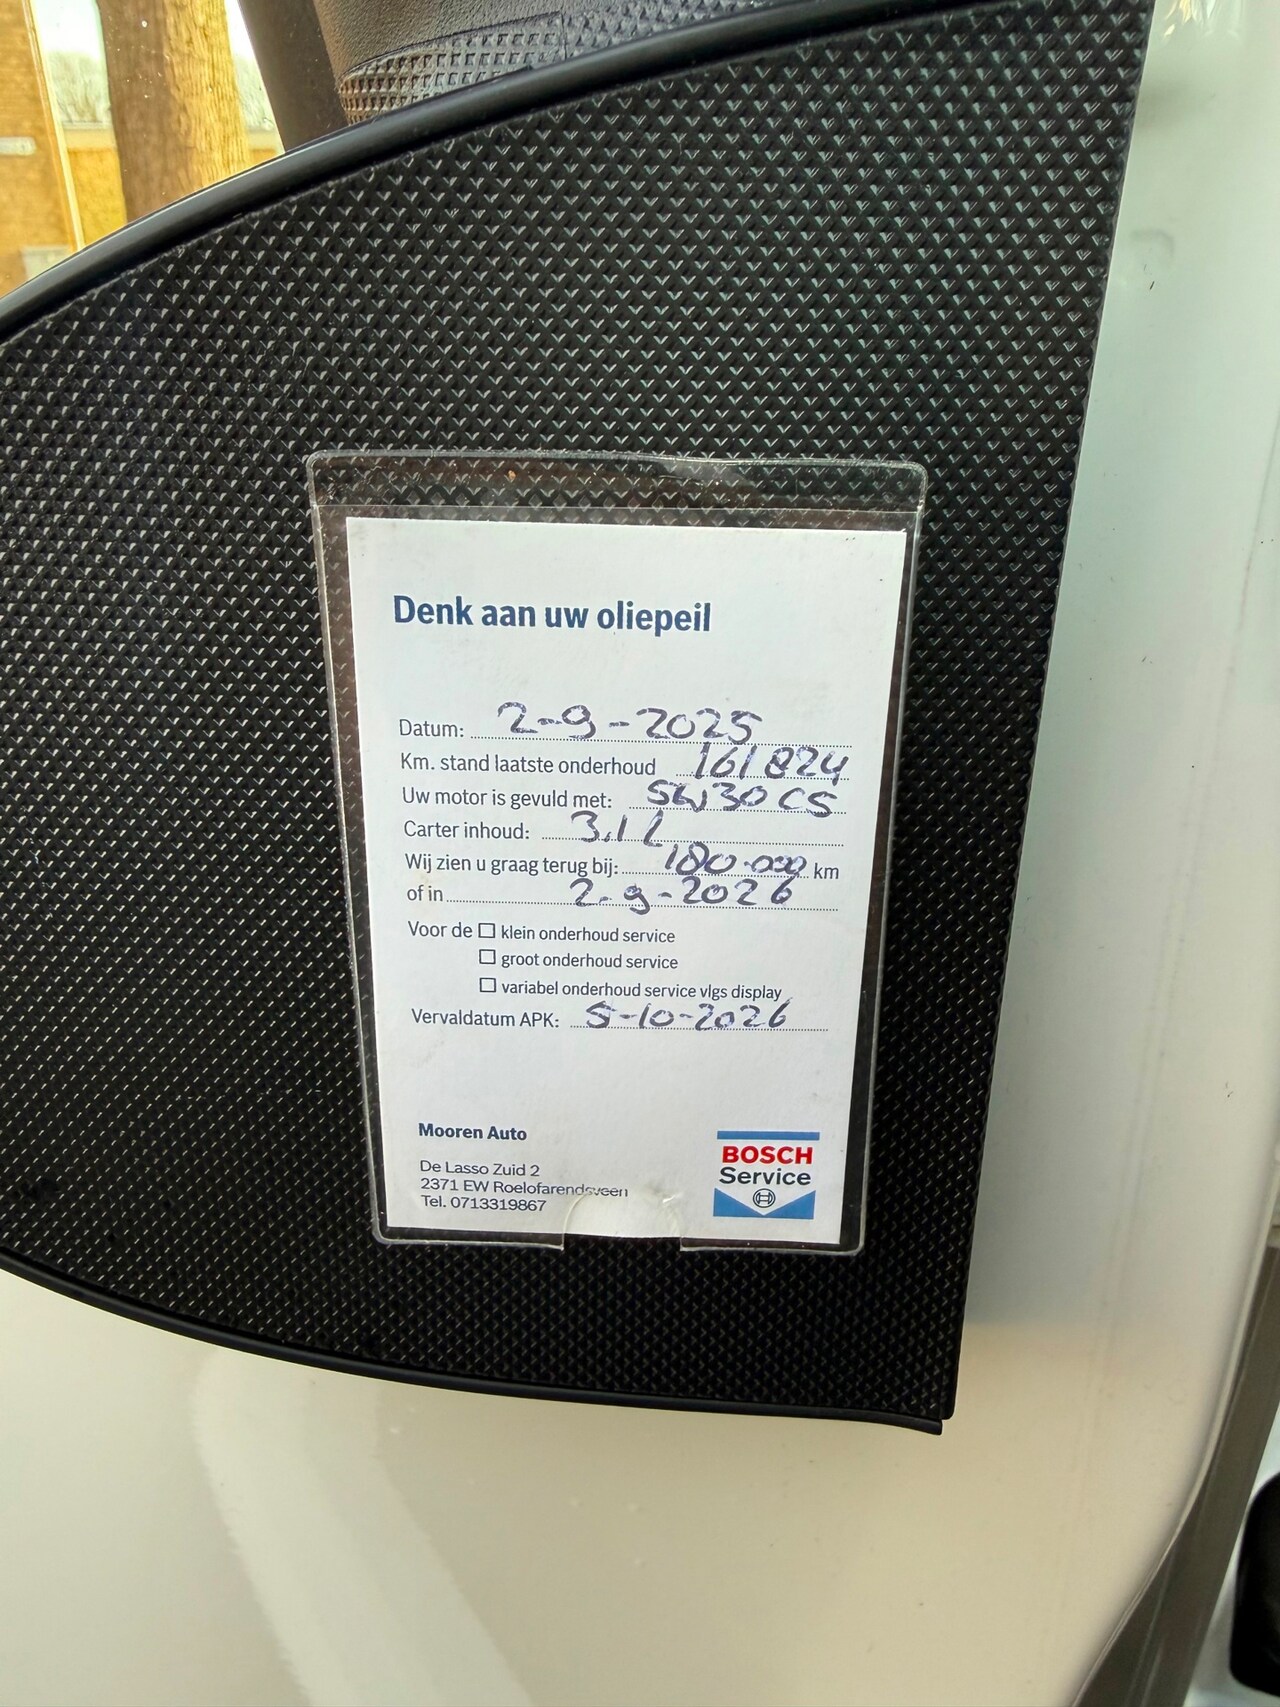 Denk aan uw oliepeil
Datum: 2-9-2025
Km. stand laatste onderhoud 161824
Uw motor is gevuld met: 5W30 C5
Carter inhoud: 3,1 L
Wij zien u graag terug bij: 180.000 km
of in 2-9-2026
Voor de ☐ klein onderhoud service
☐ groot onderhoud service
☐ variabel onderhoud service vlgs display
Vervaldatum APK: 5-10-2026
Mooren Auto
De Lasso Zuid 2
2371 EW Roelofarendsveen
Tel. 0713319867
BOSCH
Service